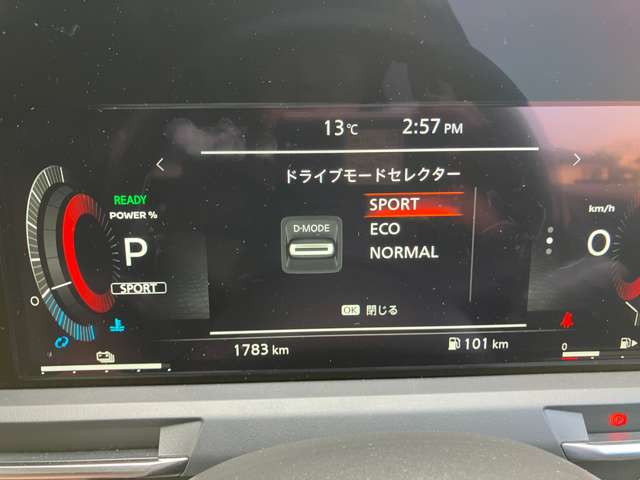 13℃ 2:57 PM
ドライブモードセレクター
READY
POWER %
P
SPORT
D-MODE
SPORT
ECO
NORMAL
km/h
0
0
OK 閉じる
1783 km
101 km
0